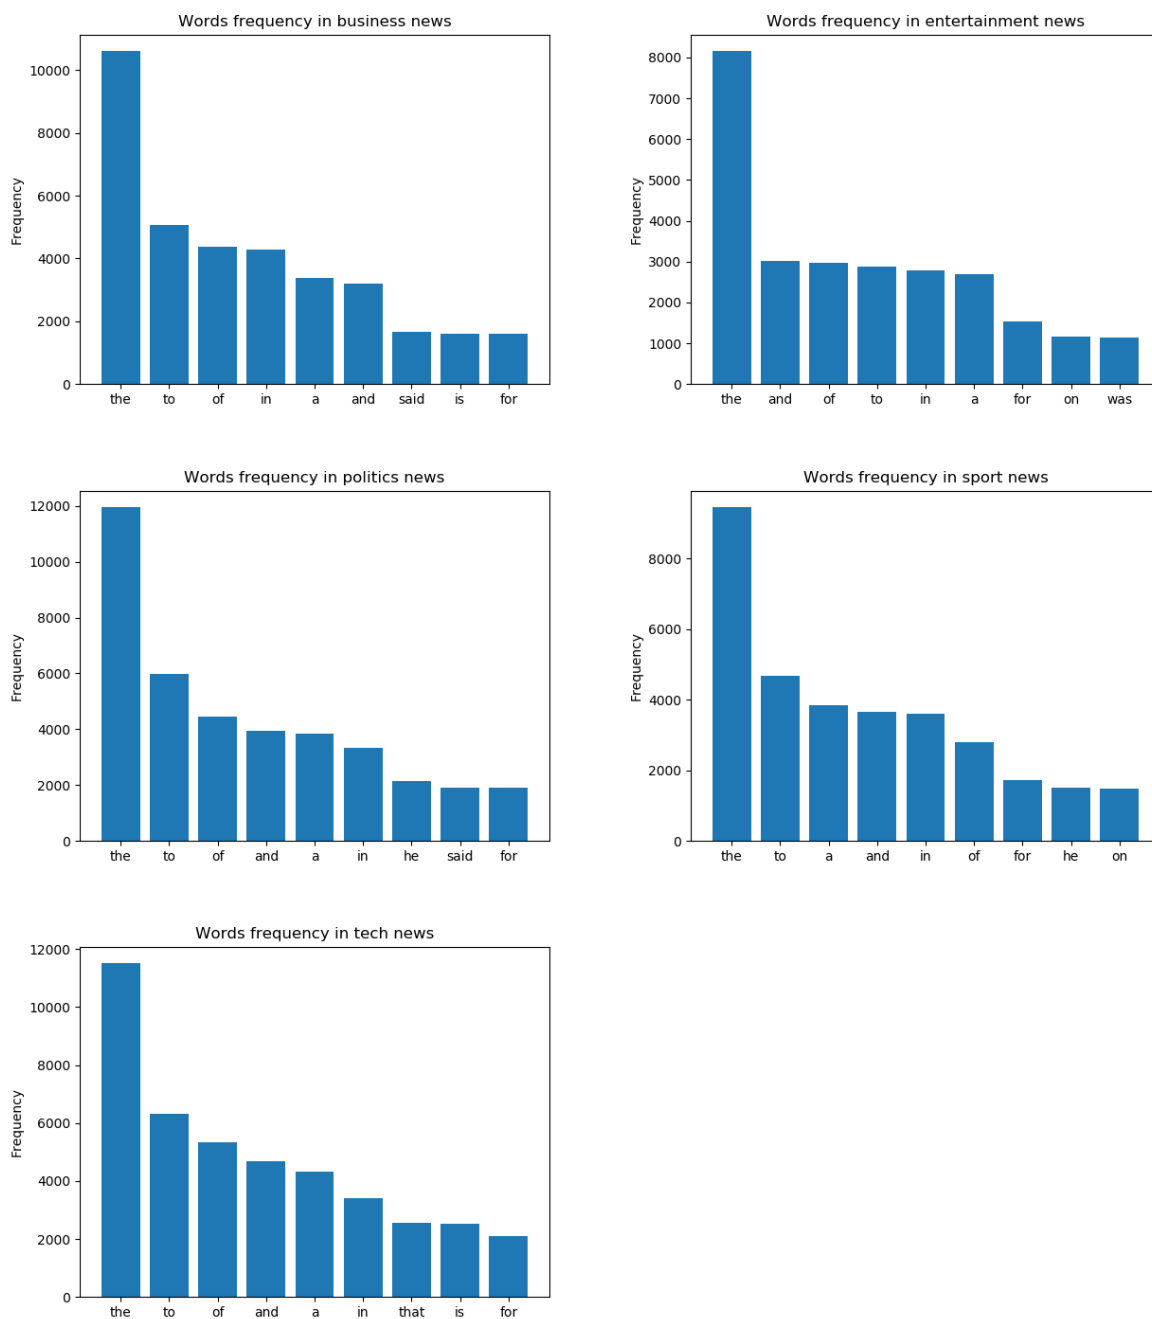 Words frequency in business news
Frequency
10000
8000
6000
4000
2000
0
the to of in a and said is for
Words frequency in entertainment news
Frequency
8000
7000
6000
5000
4000
3000
2000
1000
0
the and of to in a for on was
Words frequency in politics news
Frequency
12000
10000
8000
6000
4000
2000
0
the to of and a in he said for
Words frequency in sport news
Frequency
8000
6000
4000
2000
0
the to a and in of for he on
Words frequency in tech news
Frequency
12000
10000
8000
6000
4000
2000
0
the to of and a in that is for